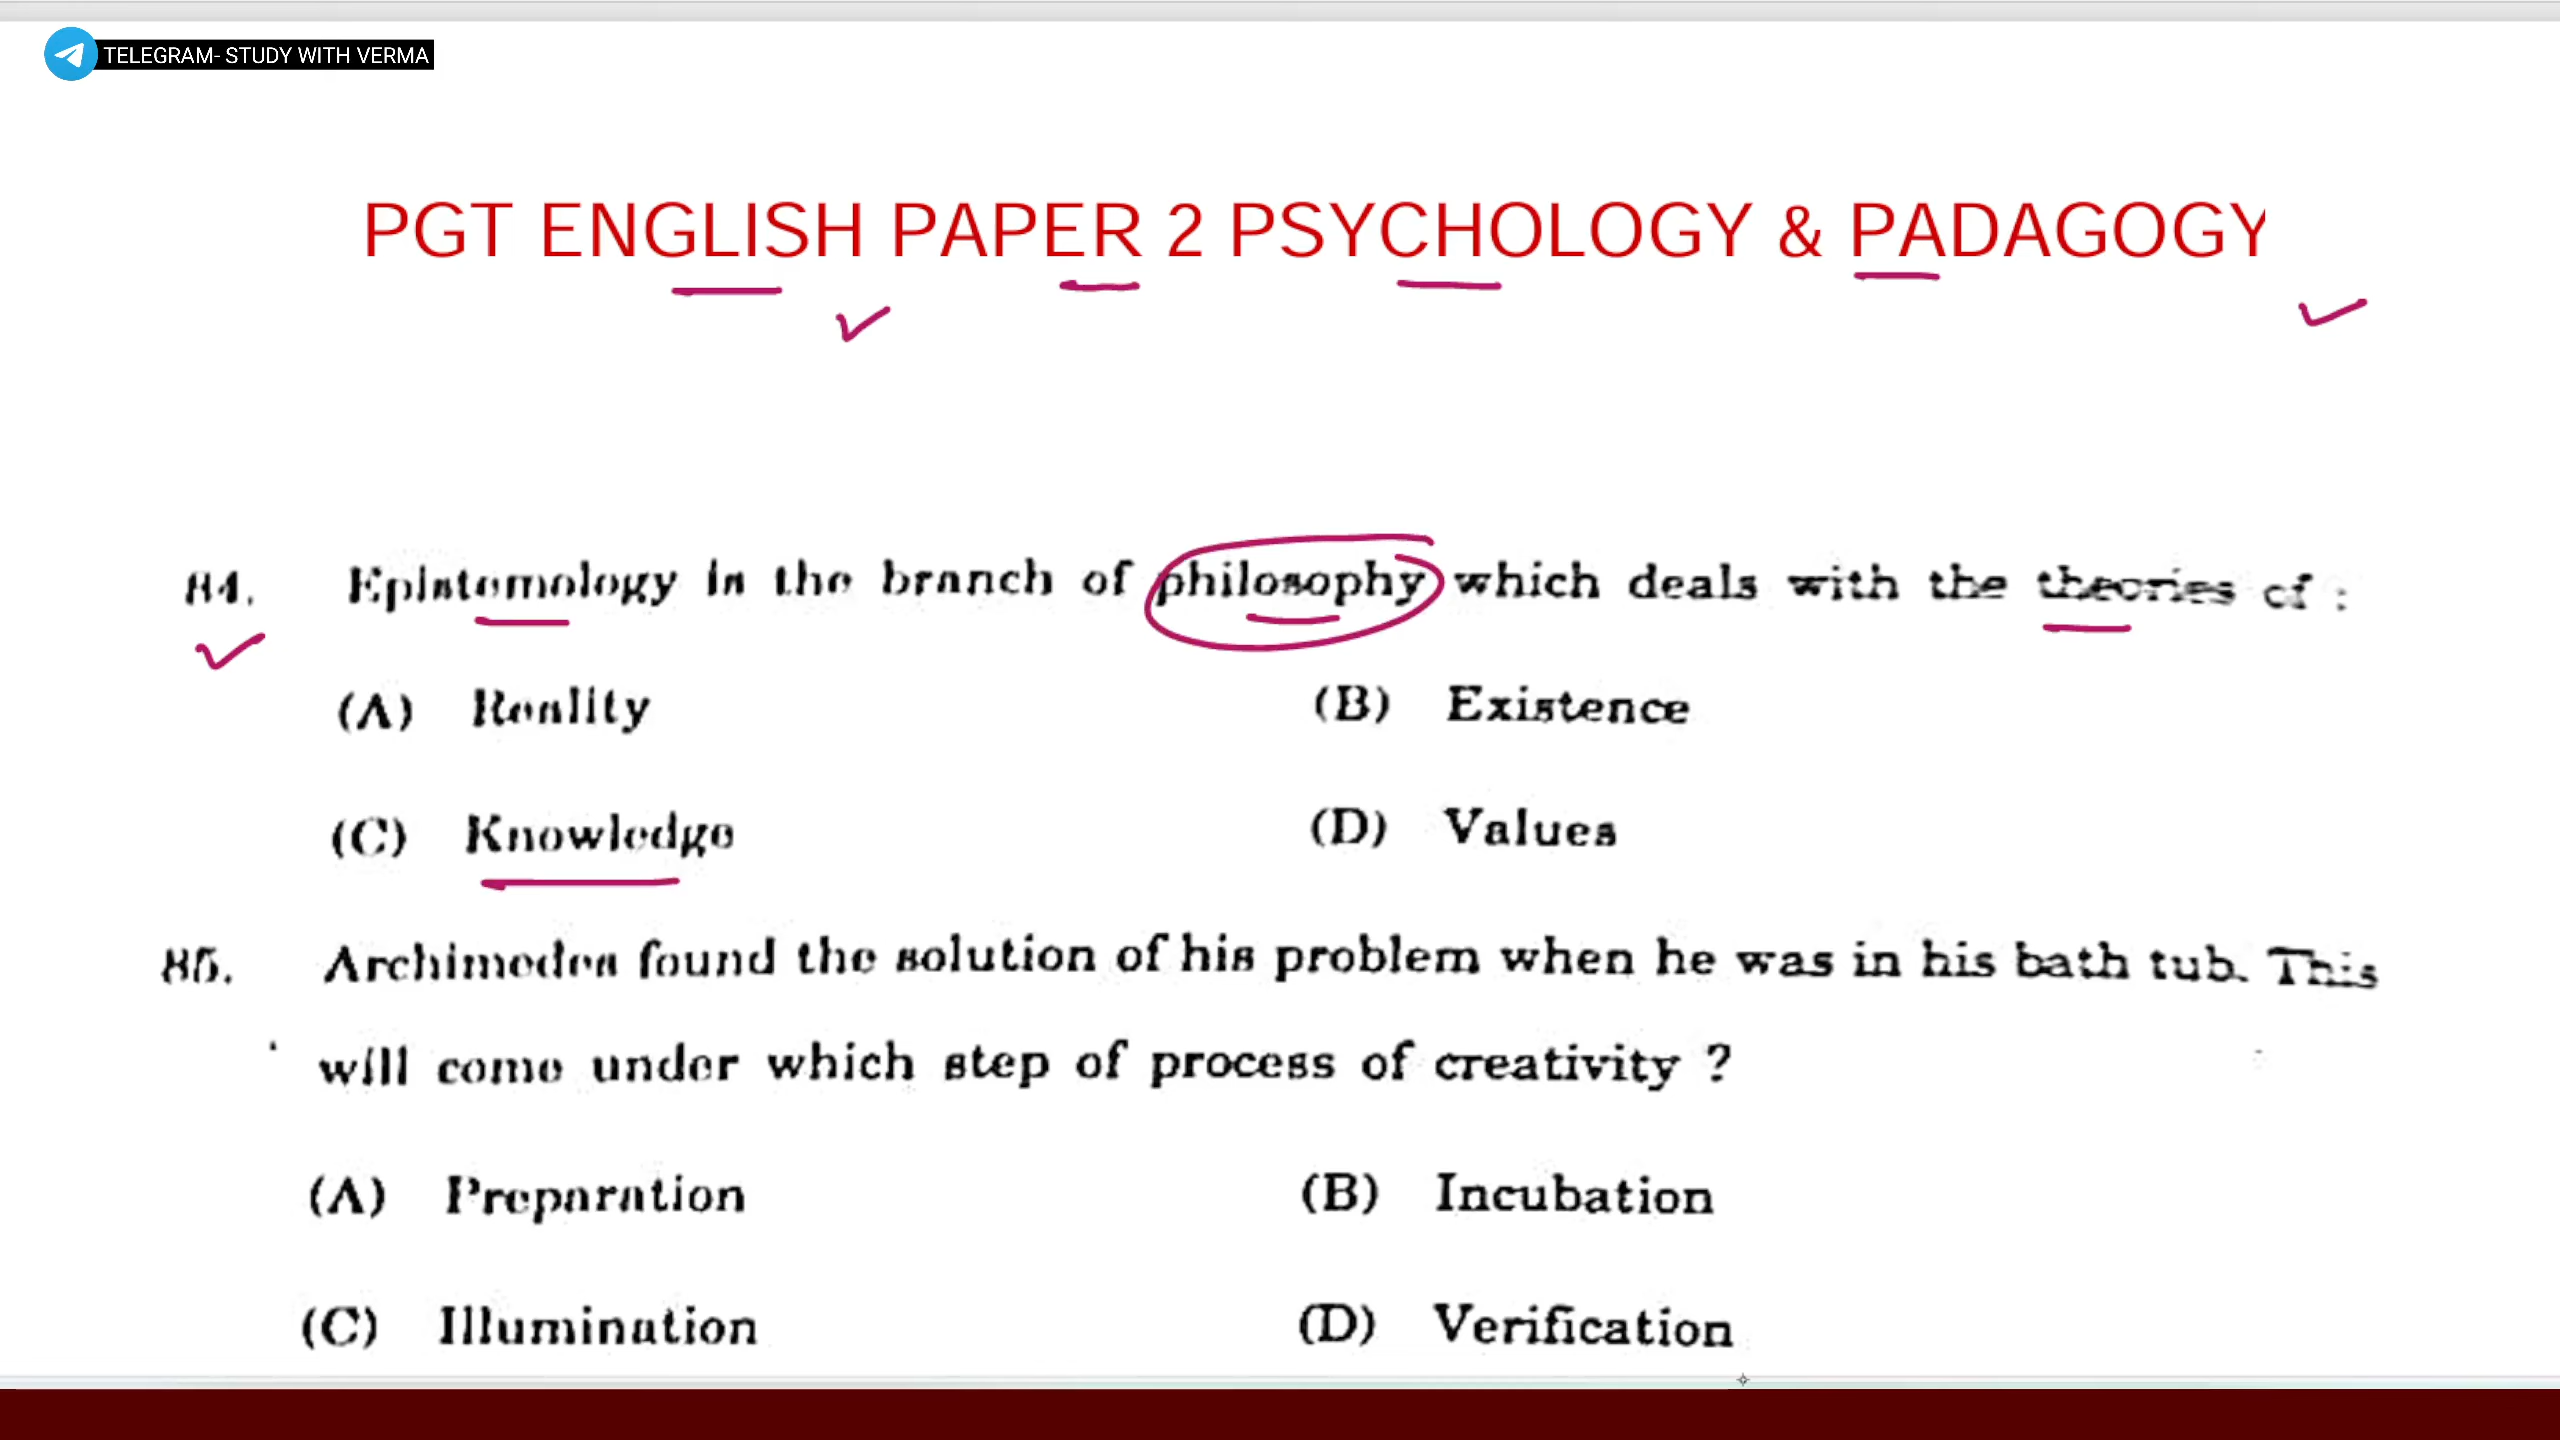 TELEGRAM- STUDY WITH VERMA
PGT ENGLISH PAPER 2 PSYCHOLOGY & PADAGOGY
84. Epistemology is the branch of philosophy which deals with the theories of :
(A) Reality (B) Existence
(C) Knowledge (D) Values
85. Archimedes found the solution of his problem when he was in his bath tub. This
will come under which step of process of creativity ?
(A) Preparation (B) Incubation
(C) Illumination (D) Verification